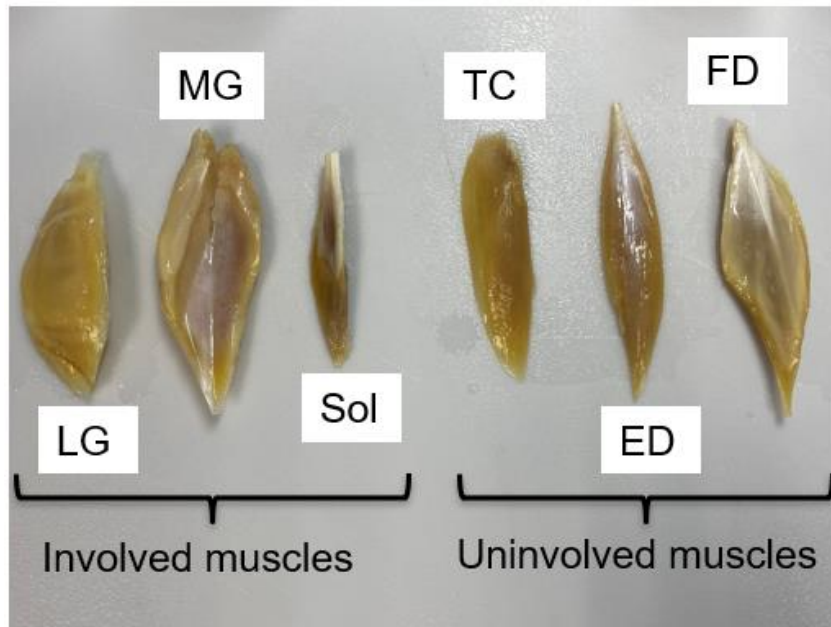 MG
TC
FD
LG
Sol
ED
Involved muscles
Uninvolved muscles